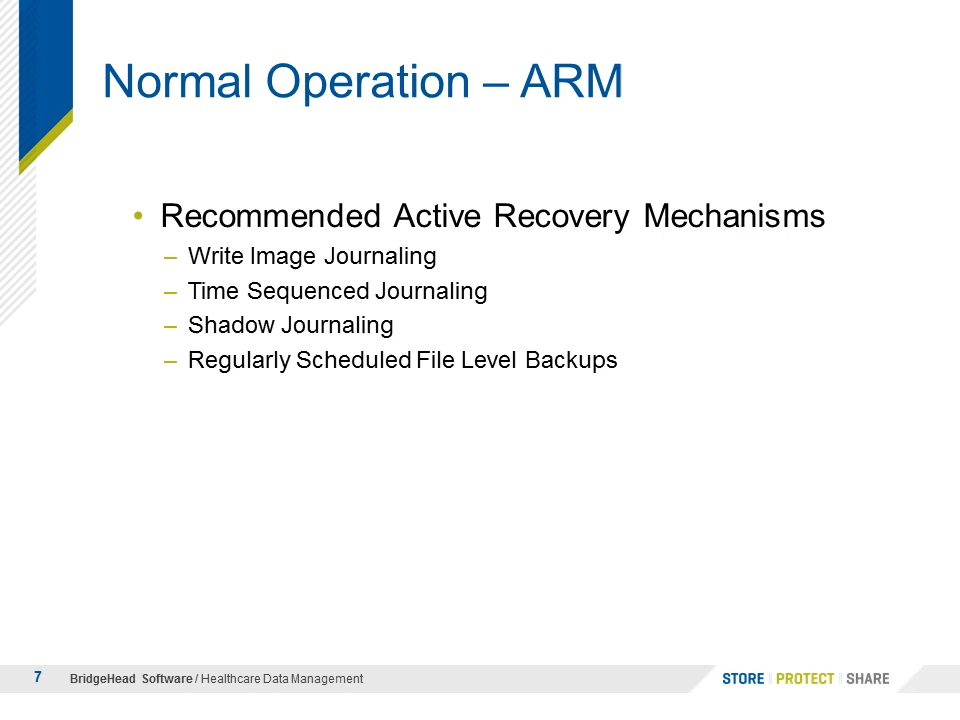 Normal Operation – ARM
• Recommended Active Recovery Mechanisms
– Write Image Journaling
– Time Sequenced Journaling
– Shadow Journaling
– Regularly Scheduled File Level Backups
7
BridgeHead Software / Healthcare Data Management
STORE | PROTECT | SHARE